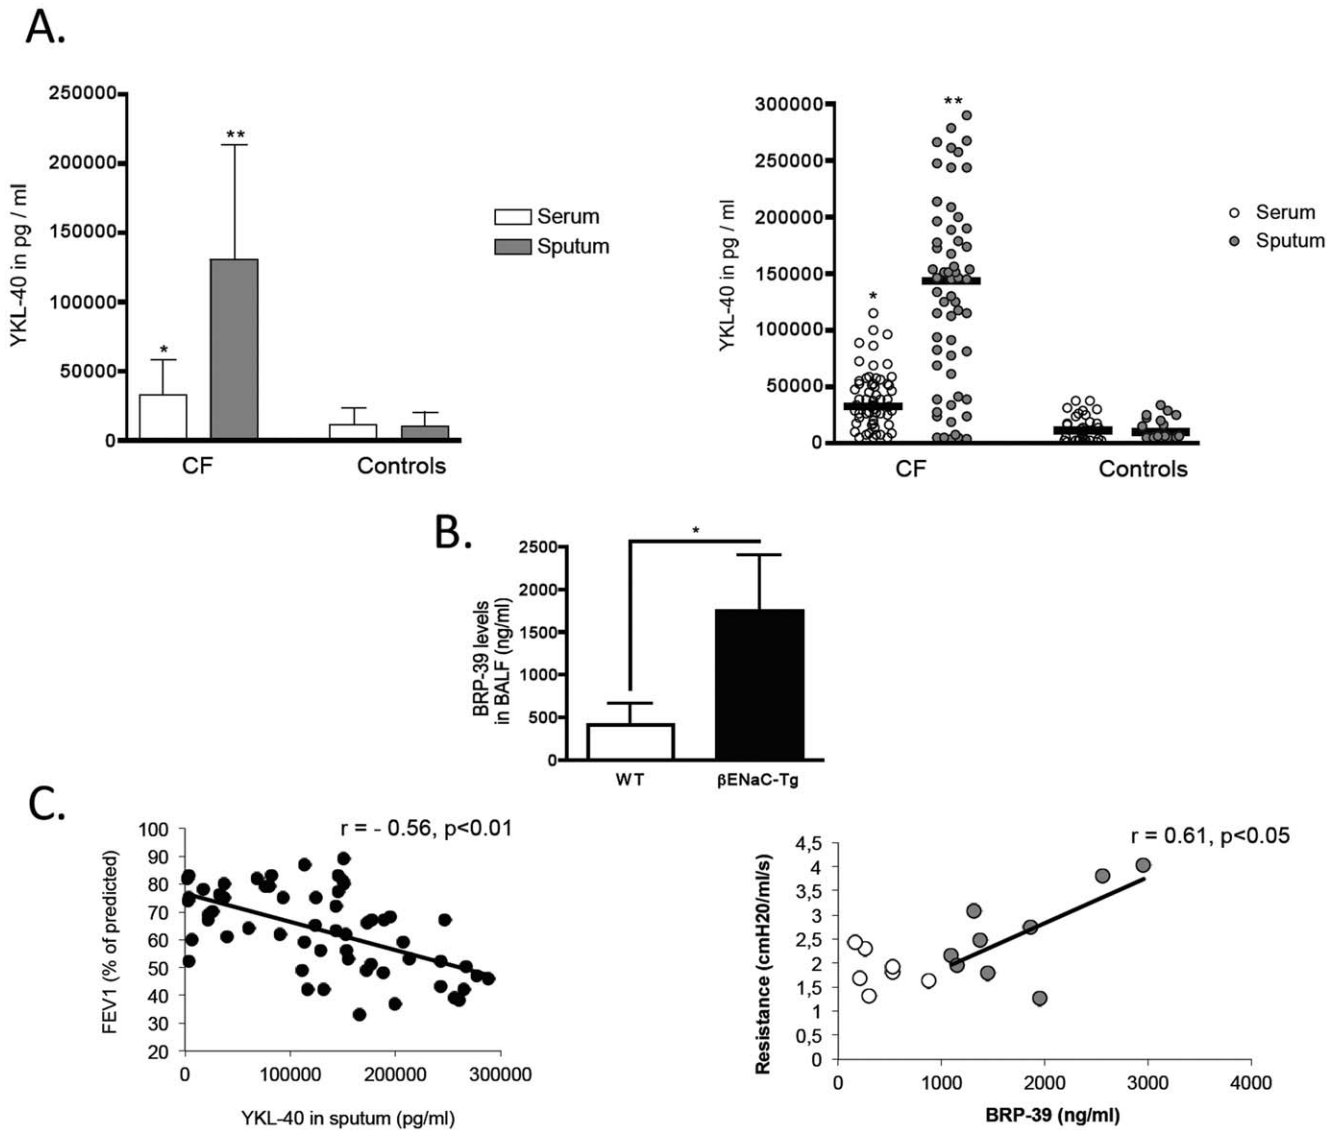 A.
250000
200000
150000
100000
50000
0
YKL-40 in pg / ml
*
**
CF
Controls
Serum
Sputum
300000
250000
200000
150000
100000
50000
0
YKL-40 in pg / ml
*
**
CF
Controls
Serum
Sputum
B.
2500
2000
1500
1000
500
0
BRP-39 levels
in BALF (ng/ml)
*
WT
βENaC-Tg
C.
r = - 0.56, p<0.01
100
90
80
70
60
50
40
30
20
FEV1 (% of predicted)
0
100000
200000
300000
YKL-40 in sputum (pg/ml)
r = 0.61, p<0.05
4,5
4
3,5
3
2,5
2
1,5
1
0,5
0
Resistance (cmH20/ml/s)
0
1000
2000
3000
4000
BRP-39 (ng/ml)